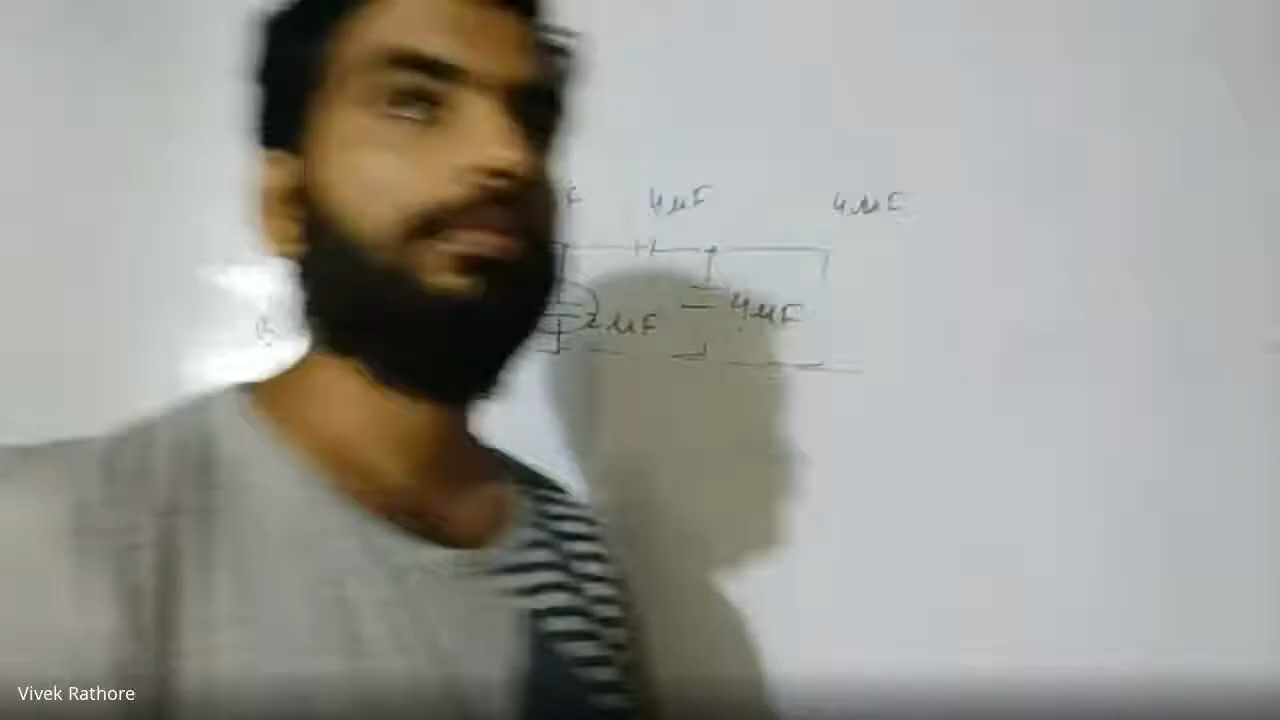 F 4μF 4μF
2μF 4μF
Vivek Rathore